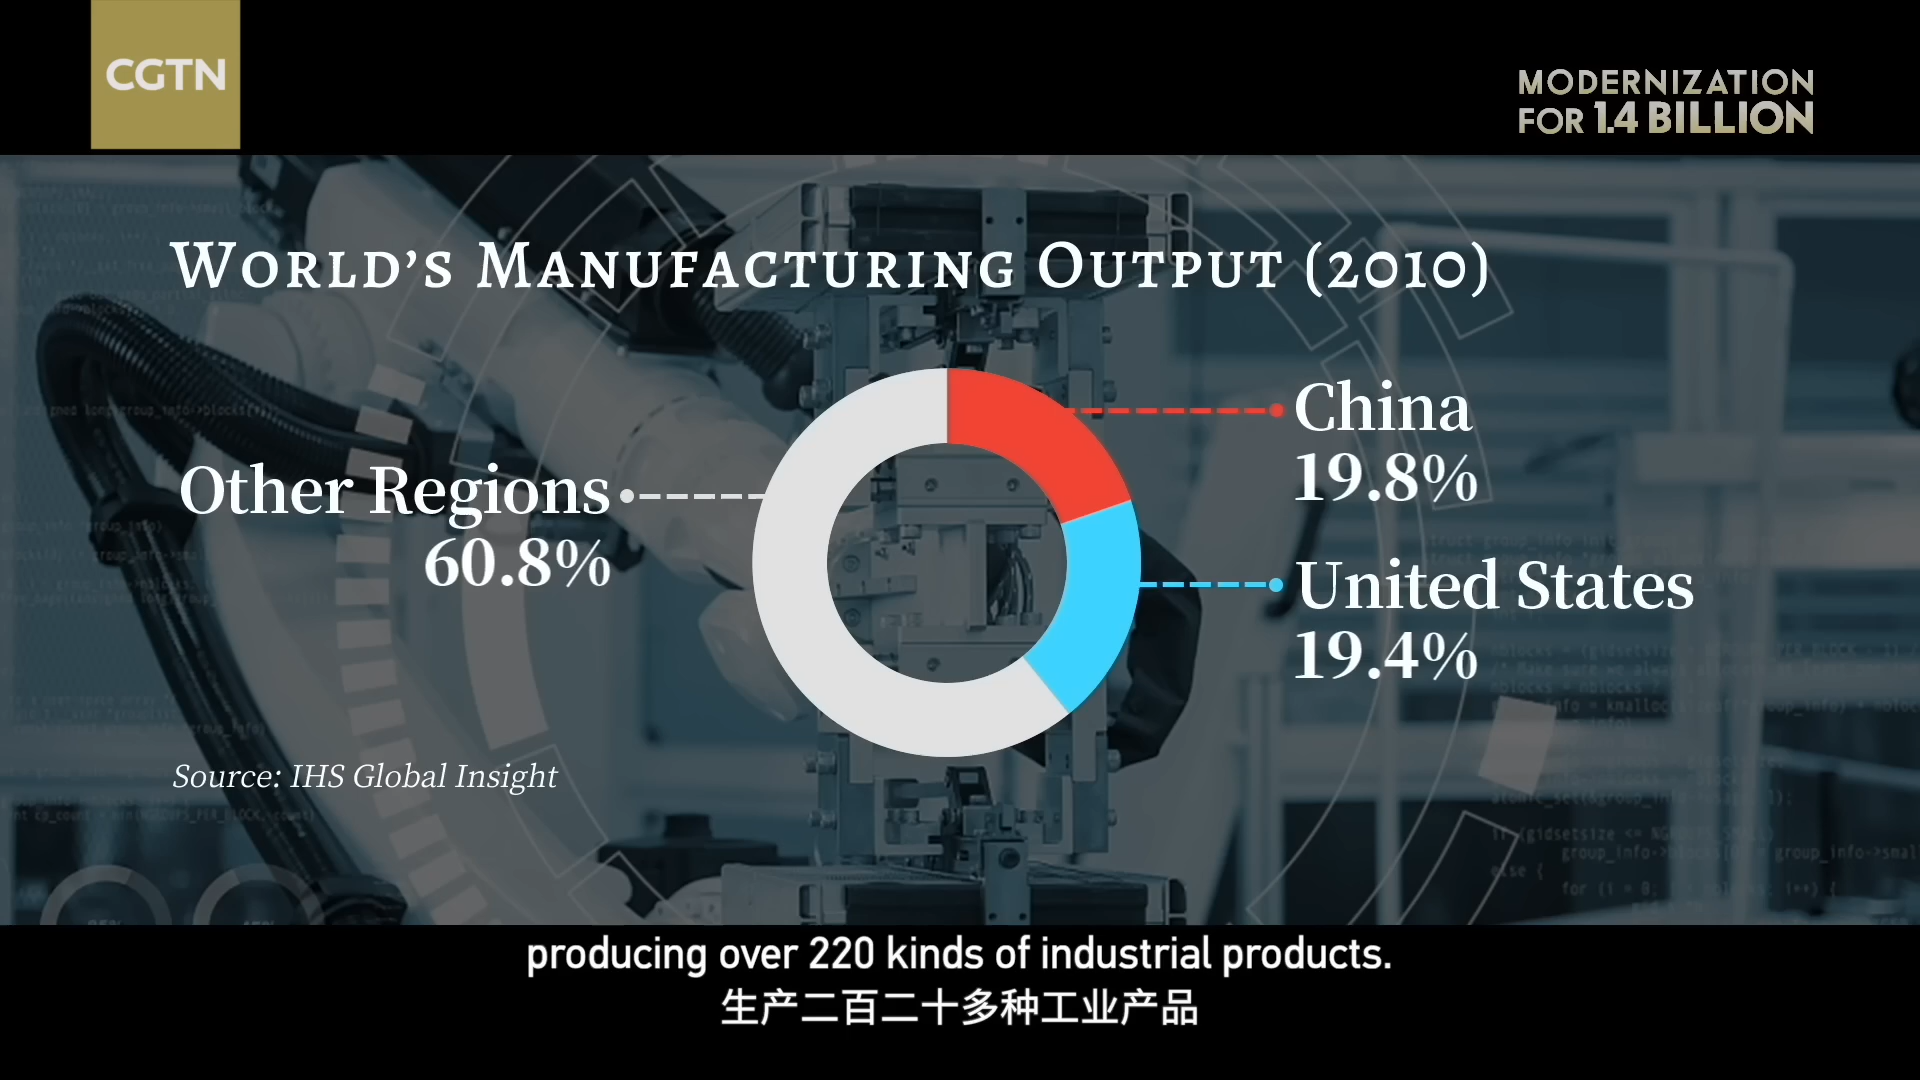 CGTN
MODERNIZATION
FOR 1.4 BILLION
WORLD'S MANUFACTURING OUTPUT (2010)
China
19.8%
Other Regions
60.8%
United States
19.4%
Source: IHS Global Insight
producing over 220 kinds of industrial products.
生产二百二十多种工业产品